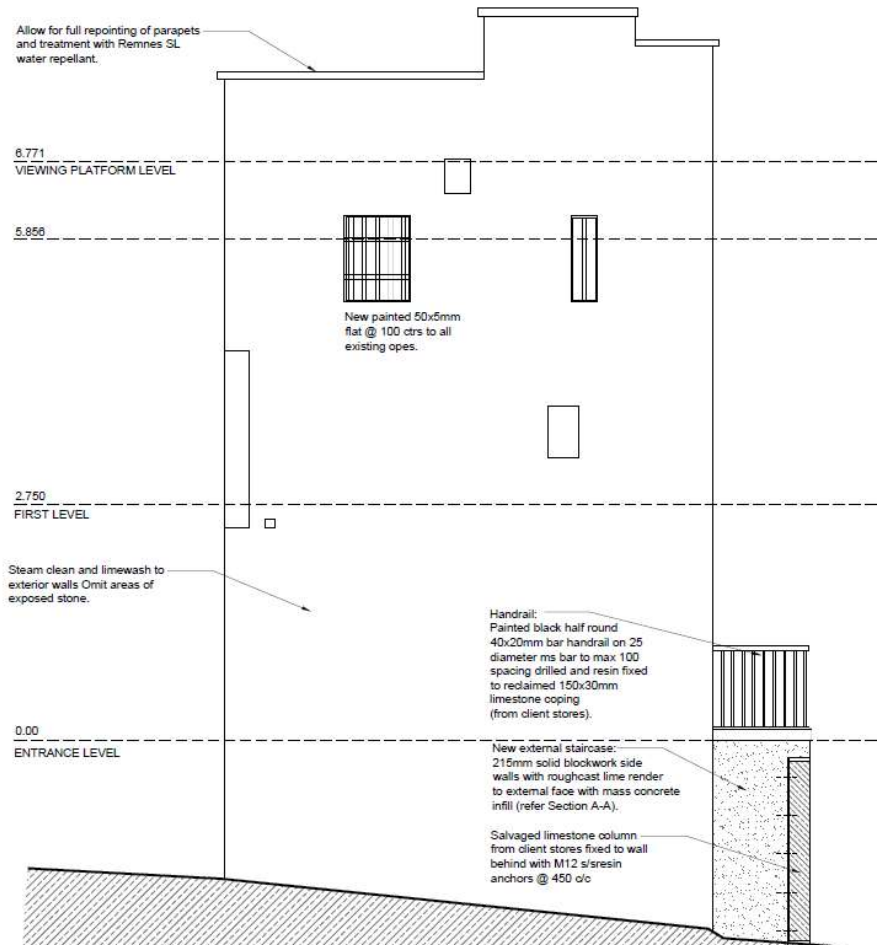 Allow for full repointing of parapets
and treatment with Remnes SL
water repellant.
6.771
VIEWING PLATFORM LEVEL
5.856
New painted 50x5mm
flat @ 100 ctrs to all
existing opes.
2.750
FIRST LEVEL
Steam clean and limewash to
exterior walls Omit areas of
exposed stone.
Handrail:
Painted black half round
40x20mm bar handrail on 25
diameter ms bar to max 100
spacing drilled and resin fixed
to reclaimed 150x30mm
limestone coping
(from client stores).
0.00
ENTRANCE LEVEL
New external staircase:
215mm solid blockwork side
walls with roughcast lime render
to external face with mass concrete
infill (refer Section A-A).
Salvaged limestone column
from client stores fixed to wall
behind with M12 s/sresin
anchors @ 450 c/c